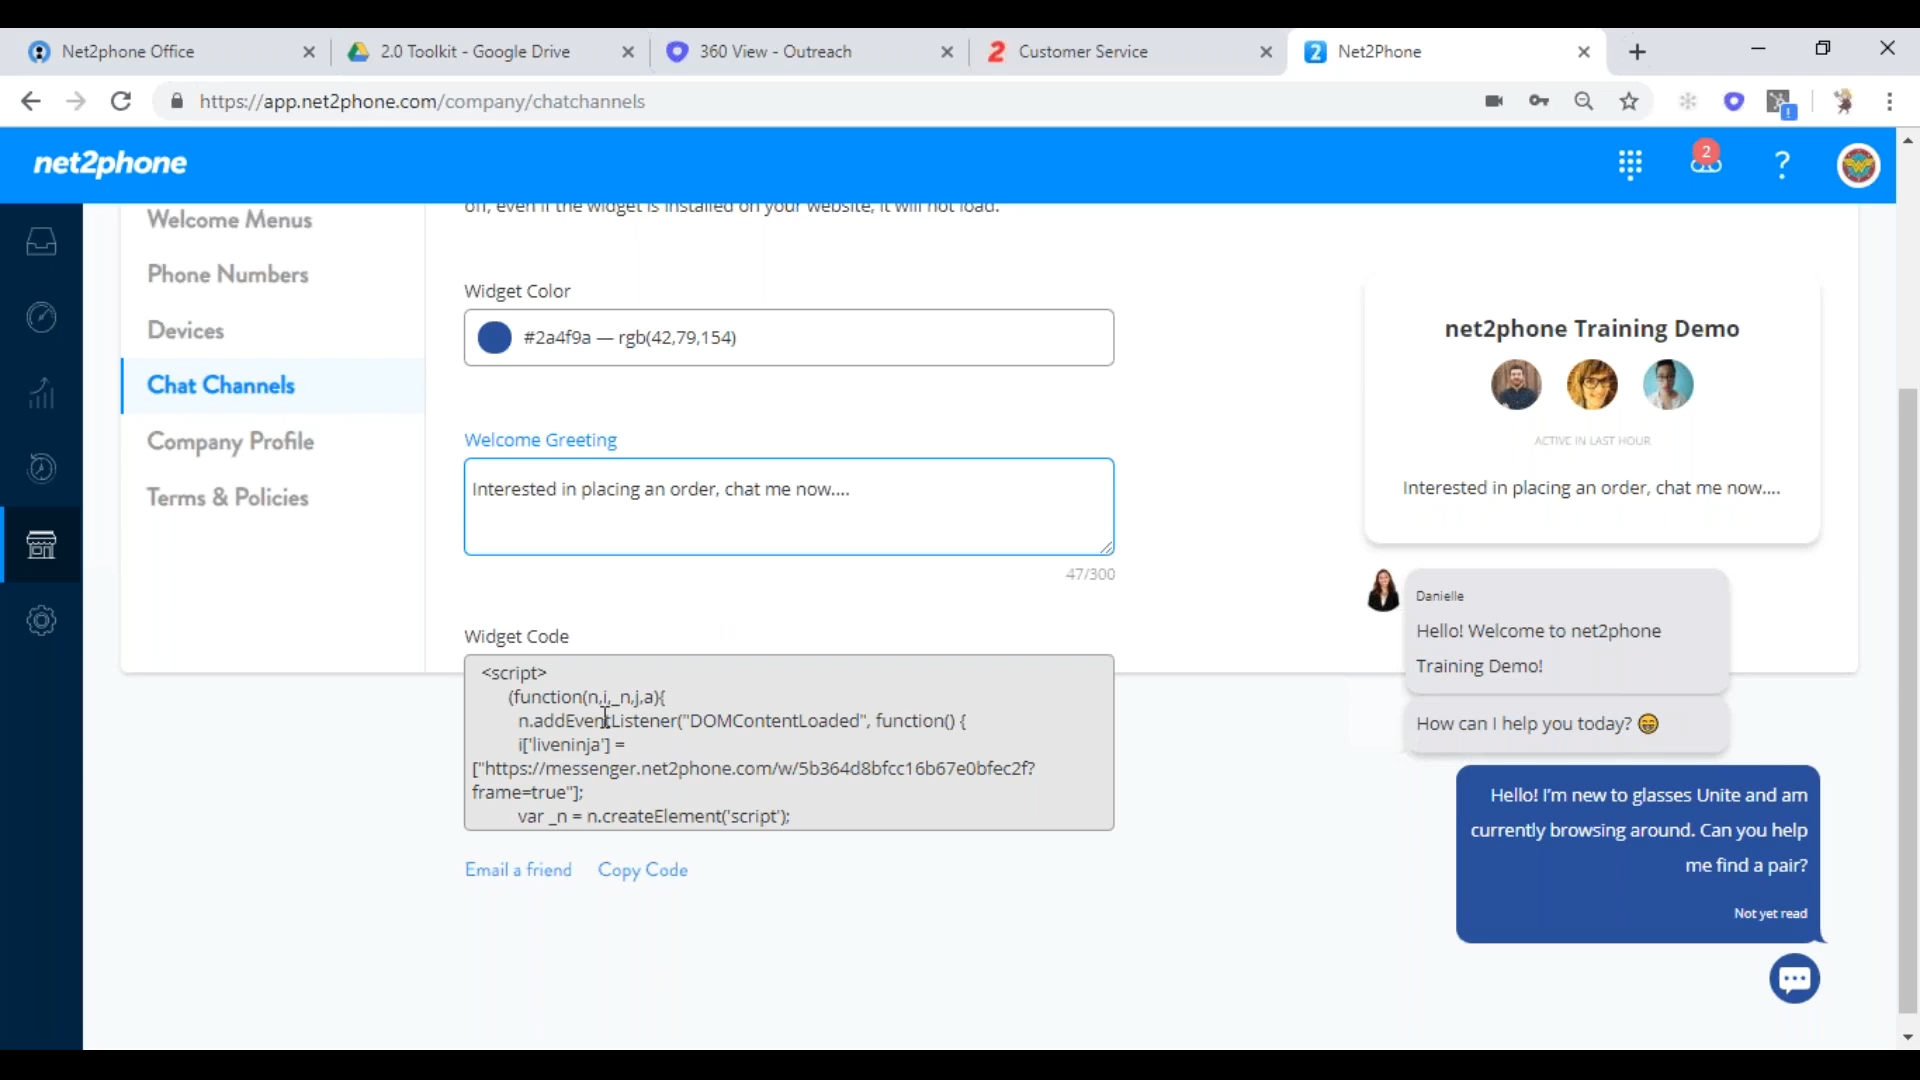 Net2phone Office
2.0 Toolkit - Google Drive
360 View - Outreach
2 Customer Service
2 Net2Phone
https://app.net2phone.com/company/chatchannels
net2phone
2
?
off, even if the widget is installed on your website, it will not load.
Welcome Menus
Phone Numbers
Devices
Chat Channels
Company Profile
Terms & Policies
Widget Color
#2a4f9a — rgb(42,79,154)
Welcome Greeting
Interested in placing an order, chat me now....
47/300
Widget Code
<script>
(function(n,i,_n,j,a){
n.addEventListener("DOMContentLoaded", function() {
i['liveninja'] =
["https://messenger.net2phone.com/w/5b364d8bfcc16b67e0bfec2f?
frame=true"];
var _n = n.createElement('script');
Email a friend Copy Code
net2phone Training Demo
ACTIVE IN LAST HOUR
Interested in placing an order, chat me now....
Danielle
Hello! Welcome to net2phone
Training Demo!
How can I help you today? 😄
Hello! I'm new to glasses Unite and am
currently browsing around. Can you help
me find a pair?
Not yet read